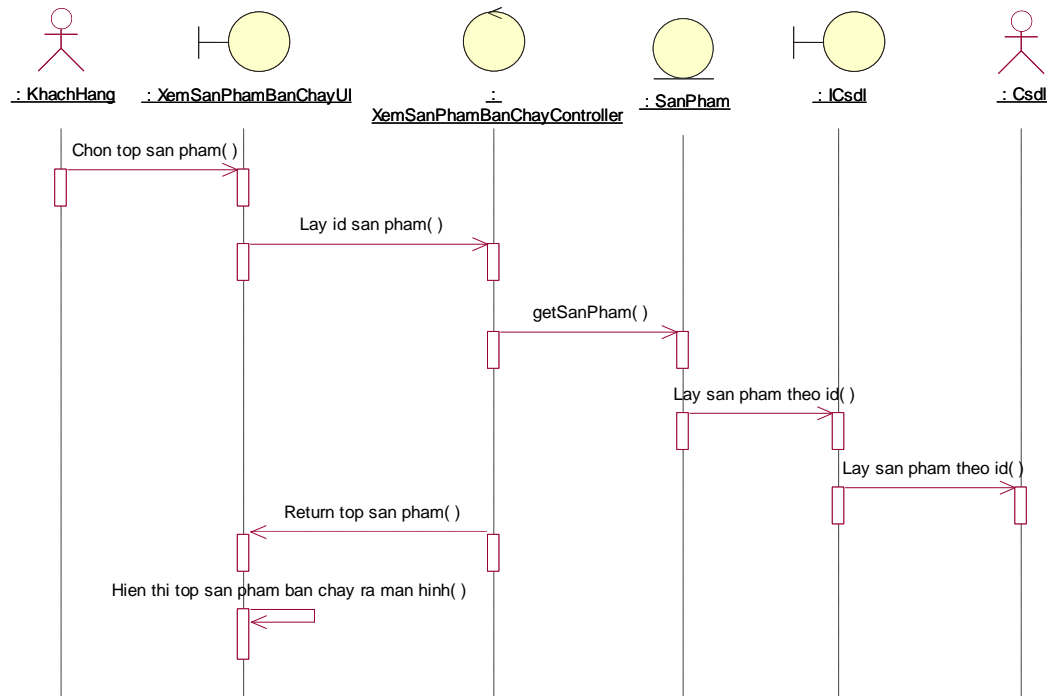 : KhachHang
: XemSanPhamBanChayUI
:
XemSanPhamBanChayController
: SanPham
: ICsdl
: Csdl
Chon top san pham( )
Lay id san pham( )
getSanPham( )
Lay san pham theo id( )
Lay san pham theo id( )
Return top san pham( )
Hien thi top san pham ban chay ra man hinh( )